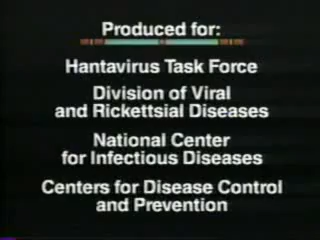 Produced for:
Hantavirus Task Force
Division of Viral
and Rickettsial Diseases
National Center
for Infectious Diseases
Centers for Disease Control
and Prevention